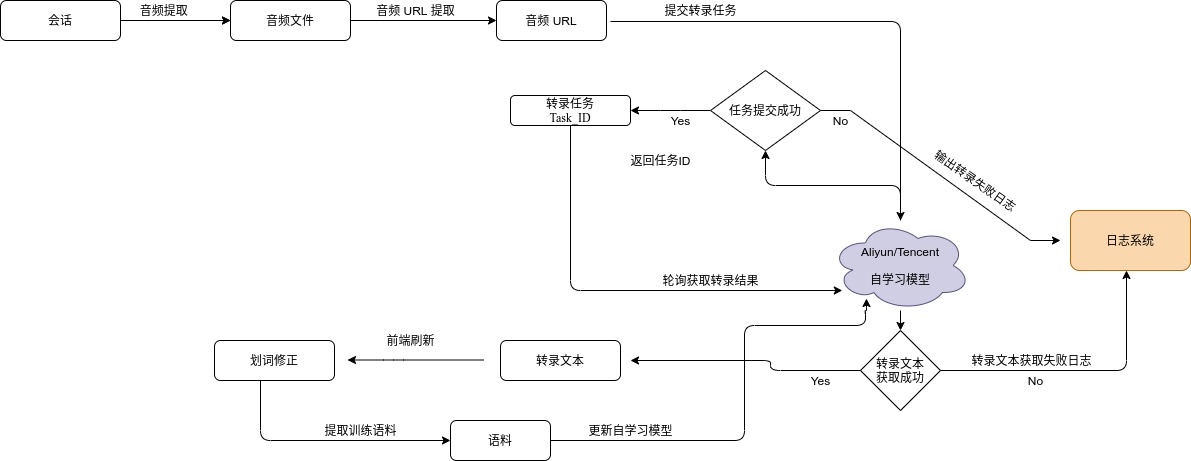 会话
音频提取
音频文件
音频 URL 提取
音频 URL
提交转录任务
转录任务
Task_ID
Yes
任务提交成功
No
返回任务ID
输出转录失败日志
日志系统
Aliyun/Tencent
自学习模型
轮询获取转录结果
划词修正
前端刷新
转录文本
Yes
转录文本
获取成功
转录文本获取失败日志
No
提取训练语料
语料
更新自学习模型